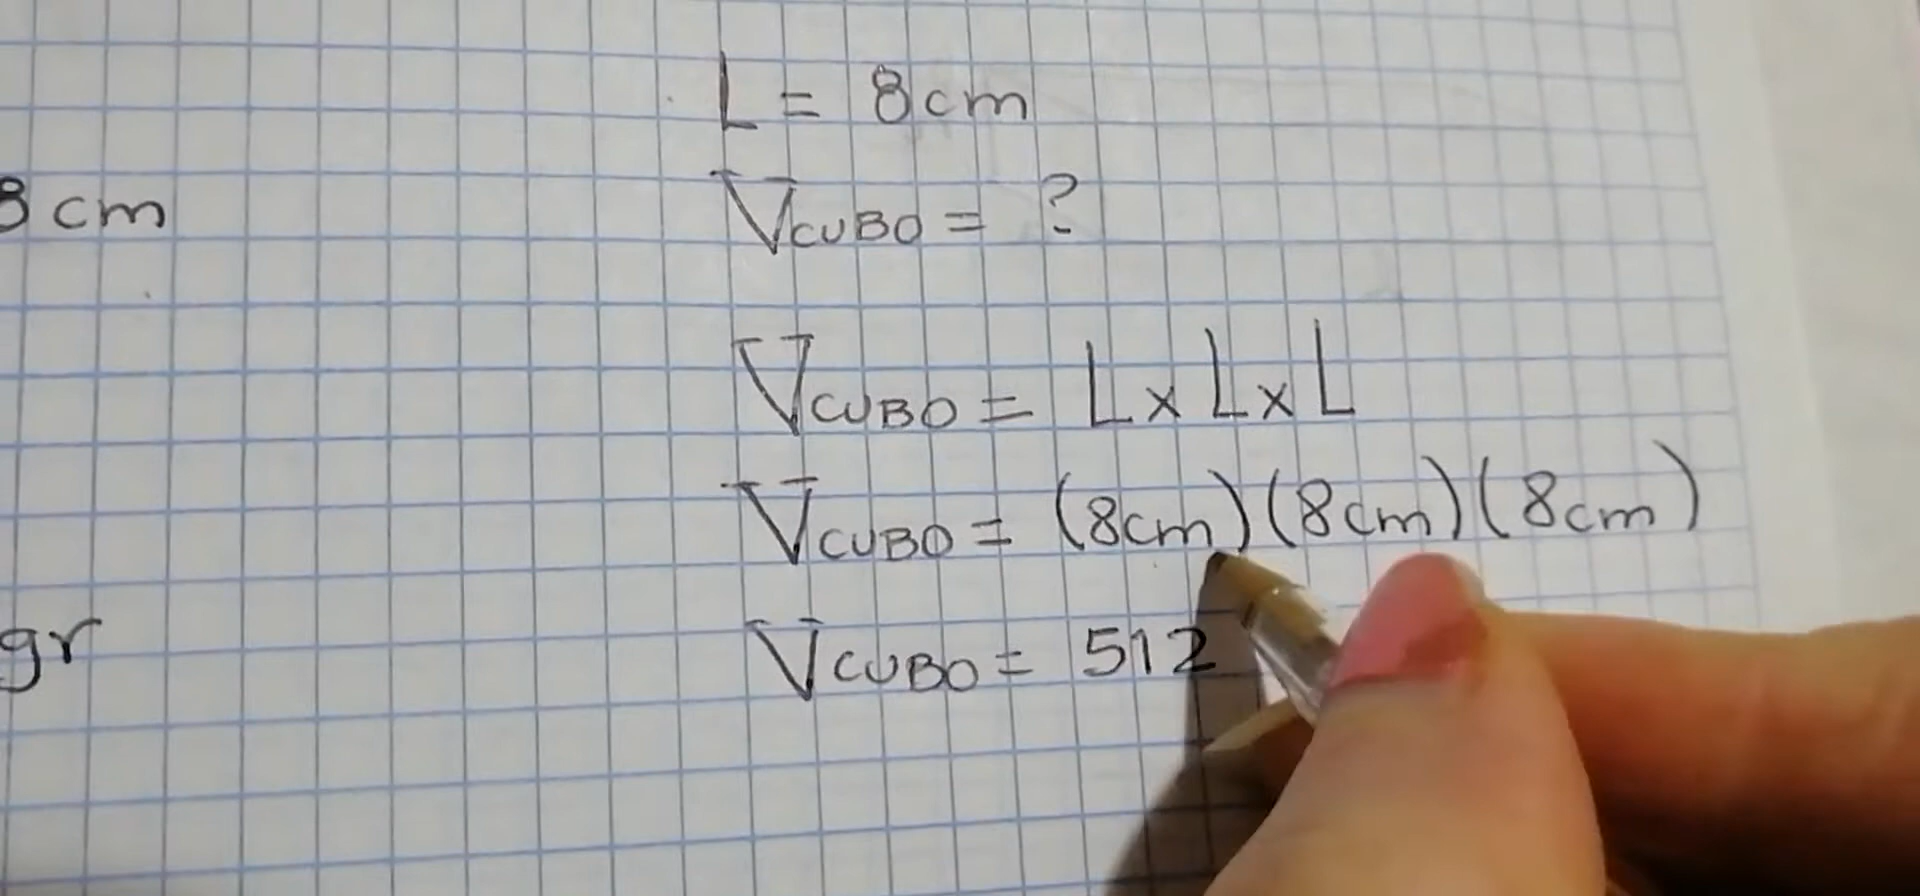 L = 8cm
VCUBO = ?
8 cm
VCUBO = L x L x L
VCUBO = (8cm)(8cm)(8cm)
gr
VCUBO = 512